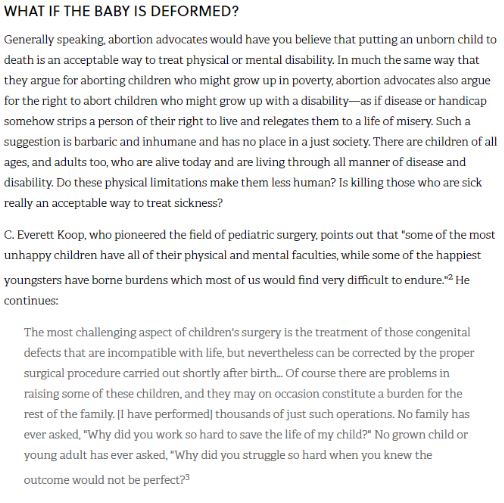 WHAT IF THE BABY IS DEFORMED?
Generally speaking, abortion advocates would have you believe that putting an unborn child to
death is an acceptable way to treat physical or mental disability. In much the same way that
they argue for aborting children who might grow up in poverty, abortion advocates also argue
for the right to abort children who might grow up with a disability—as if disease or handicap
somehow strips a person of their right to live and relegates them to a life of misery. Such a
suggestion is barbaric and inhumane and has no place in a just society. There are children of all
ages, and adults too, who are alive today and are living through all manner of disease and
disability. Do these physical limitations make them less human? Is killing those who are sick
really an acceptable way to treat sickness?
C. Everett Koop, who pioneered the field of pediatric surgery, points out that "some of the most
unhappy children have all of their physical and mental faculties, while some of the happiest
youngsters have borne burdens which most of us would find very difficult to endure."2 He
continues:
The most challenging aspect of children's surgery is the treatment of those congenital
defects that are incompatible with life, but nevertheless can be corrected by the proper
surgical procedure carried out shortly after birth... Of course there are problems in
raising some of these children, and they may on occasion constitute a burden for the
rest of the family. [I have performed] thousands of just such operations. No family has
ever asked, "Why did you work so hard to save the life of my child?" No grown child or
young adult has ever asked, "Why did you struggle so hard when you knew the
outcome would not be perfect?3